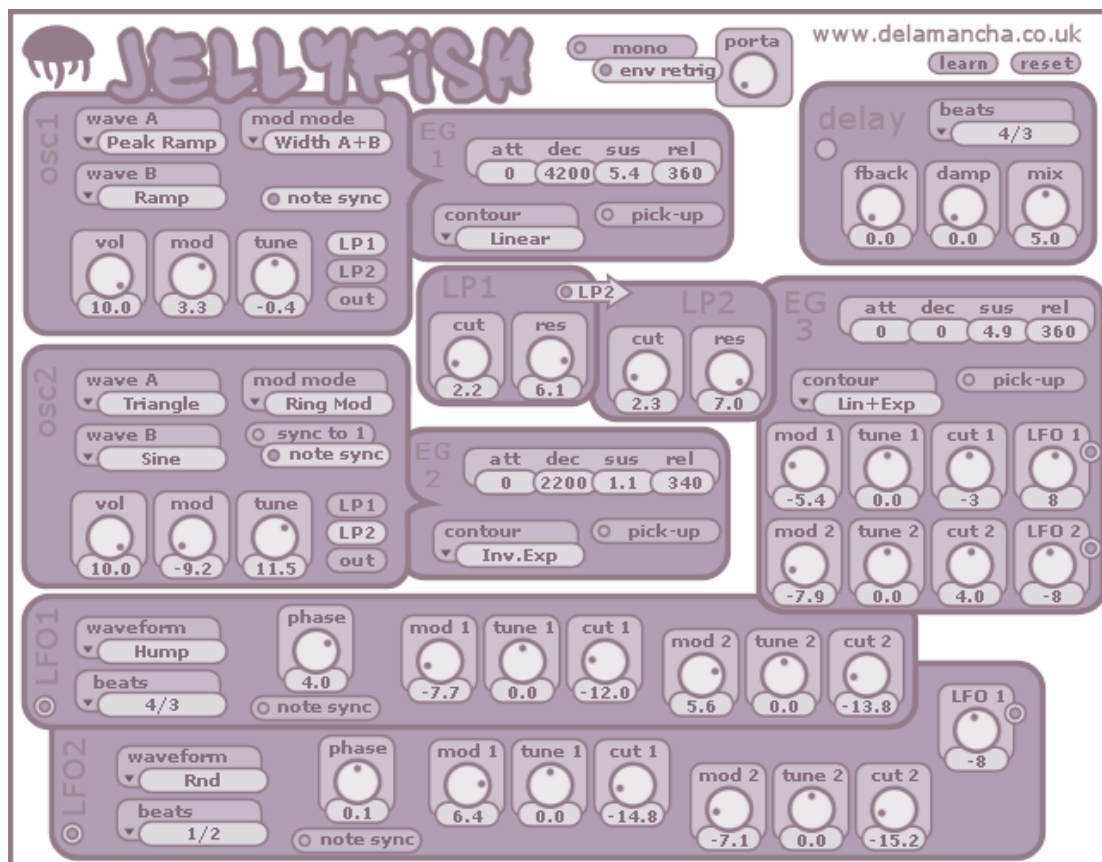 JELLYFiSH
mono
env retrig
porta
www.delamancha.co.uk
learn reset
osc1
wave A
Peak Ramp
mod mode
Width A+B
wave B
Ramp
note sync
vol mod tune
10.0 3.3 -0.4
LP1
LP2
out
EG
1
att dec sus rel
0 4200 5.4 360
contour
Linear
pick-up
delay
beats
4/3
fback damp mix
0.0 0.0 5.0
LP1
LP2
cut res
2.2 6.1
LP2
cut res
2.3 7.0
EG
3
att dec sus rel
0 0 4.9 360
contour
Lin+Exp
pick-up
mod 1 tune 1 cut 1 LFO 1
-5.4 0.0 -3 8
mod 2 tune 2 cut 2 LFO 2
-7.9 0.0 4.0 -8
osc2
wave A
Triangle
mod mode
Ring Mod
wave B
Sine
sync to 1
note sync
vol mod tune
10.0 -9.2 11.5
LP1
LP2
out
EG
2
att dec sus rel
0 2200 1.1 340
contour
Inv.Exp
pick-up
LFO1
waveform
Hump
beats
4/3
phase
4.0
note sync
mod 1 tune 1 cut 1
-7.7 0.0 -12.0
mod 2 tune 2 cut 2
5.6 0.0 -13.8
LFO2
waveform
Rnd
beats
1/2
phase
0.1
note sync
mod 1 tune 1 cut 1
6.4 0.0 -14.8
mod 2 tune 2 cut 2
-7.1 0.0 -15.2
LFO 1
-8